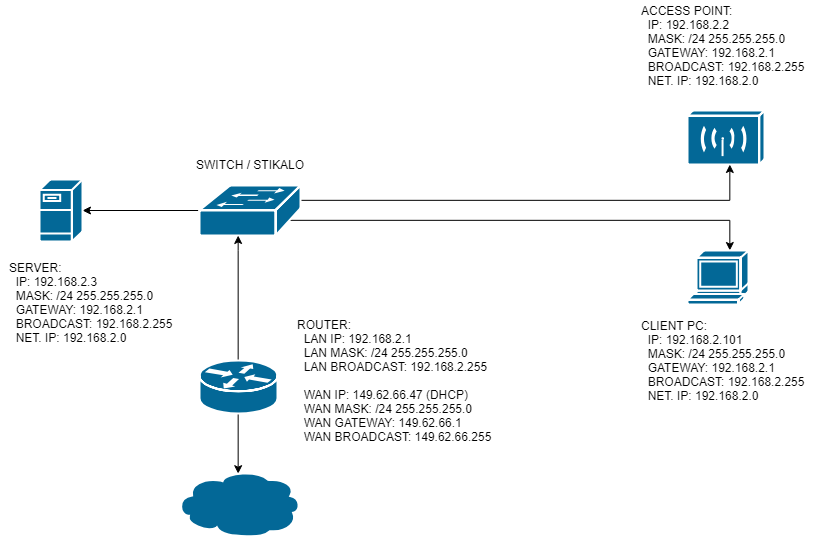 ACCESS POINT:
IP: 192.168.2.2
MASK: /24 255.255.255.0
GATEWAY: 192.168.2.1
BROADCAST: 192.168.2.255
NET. IP: 192.168.2.0
SWITCH / STIKALO
SERVER:
IP: 192.168.2.3
MASK: /24 255.255.255.0
GATEWAY: 192.168.2.1
BROADCAST: 192.168.2.255
NET. IP: 192.168.2.0
ROUTER:
LAN IP: 192.168.2.1
LAN MASK: /24 255.255.255.0
LAN BROADCAST: 192.168.2.255
WAN IP: 149.62.66.47 (DHCP)
WAN MASK: /24 255.255.255.0
WAN GATEWAY: 149.62.66.1
WAN BROADCAST: 149.62.66.255
CLIENT PC:
IP: 192.168.2.101
MASK: /24 255.255.255.0
GATEWAY: 192.168.2.1
BROADCAST: 192.168.2.255
NET. IP: 192.168.2.0